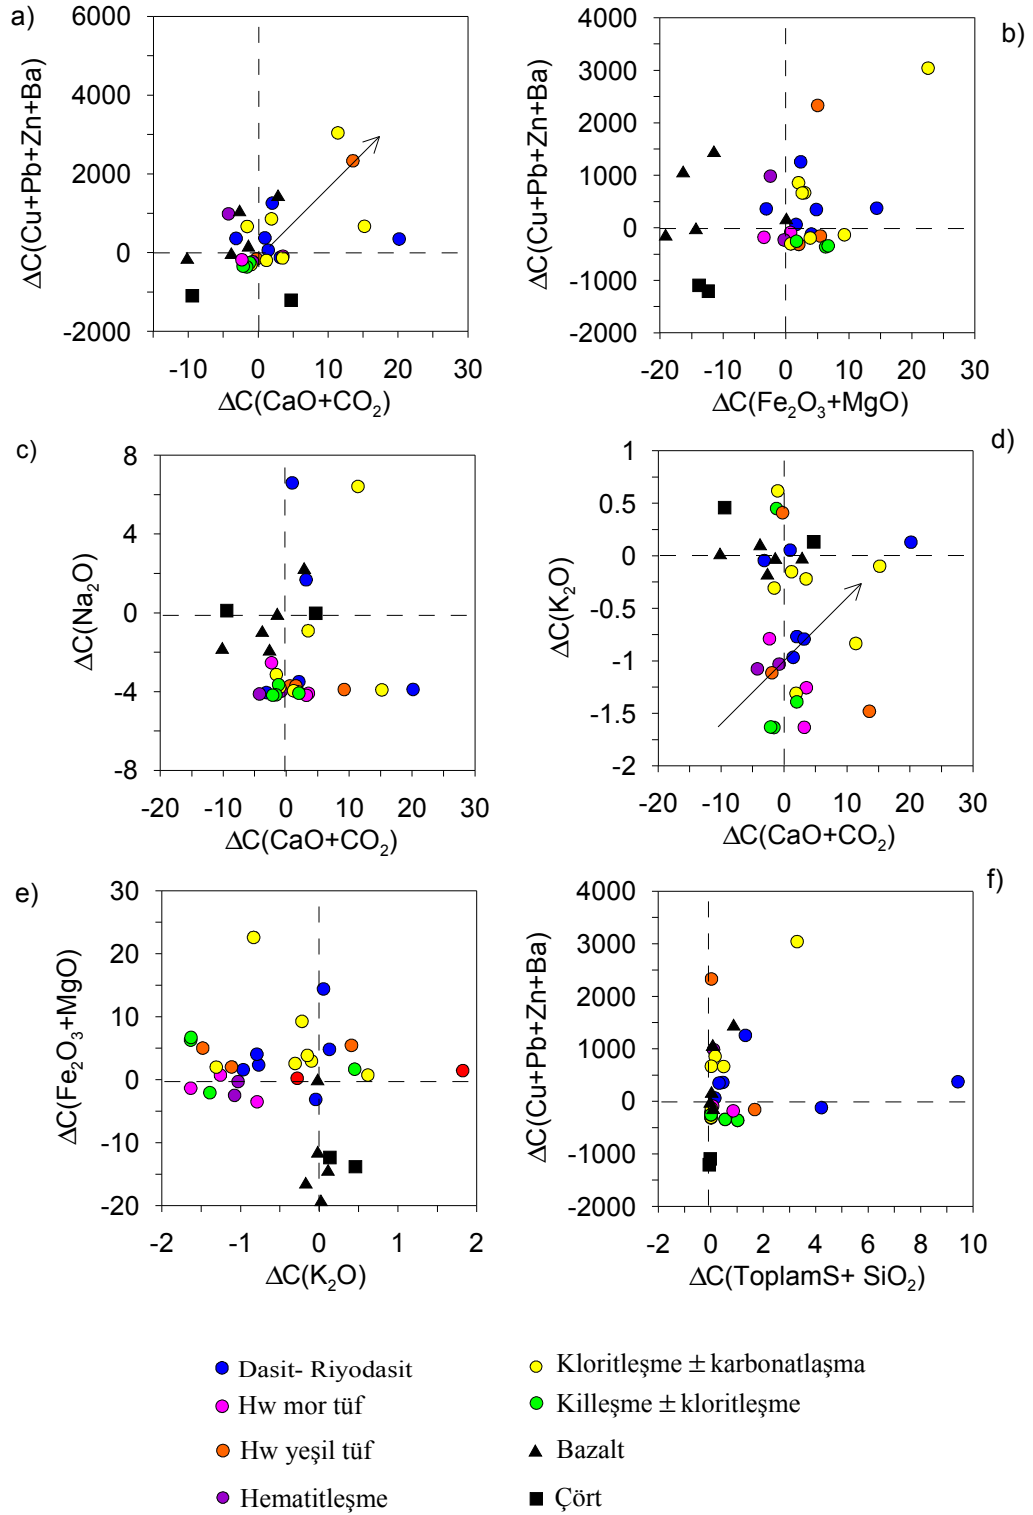 a)
6000
4000
2000
0
-2000
-10 0 10 20 30
ΔC(Cu+Pb+Zn+Ba)
ΔC(CaO+CO₂)
b)
4000
3000
2000
1000
0
-1000
-2000
-20 -10 0 10 20 30
ΔC(Cu+Pb+Zn+Ba)
ΔC(Fe₂O₃+MgO)
c)
8
4
0
-4
-8
-20 -10 0 10 20 30
ΔC(Na₂O)
ΔC(CaO+CO₂)
d)
1
0.5
0
-0.5
-1
-1.5
-2
-20 -10 0 10 20 30
ΔC(K₂O)
ΔC(CaO+CO₂)
e)
30
20
10
0
-10
-20
-2 -1 0 1 2
ΔC(Fe₂O₃+MgO)
ΔC(K₂O)
f)
4000
3000
2000
1000
0
-1000
-2000
-2 0 2 4 6 8 10
ΔC(Cu+Pb+Zn+Ba)
ΔC(ToplamS+ SiO₂)
Dasit- Riyodasit
Hw mor tüf
Hw yeşil tüf
Hematitleşme
Kloritleşme ± karbonatlaşma
Killeşme ± kloritleşme
Bazalt
Çört